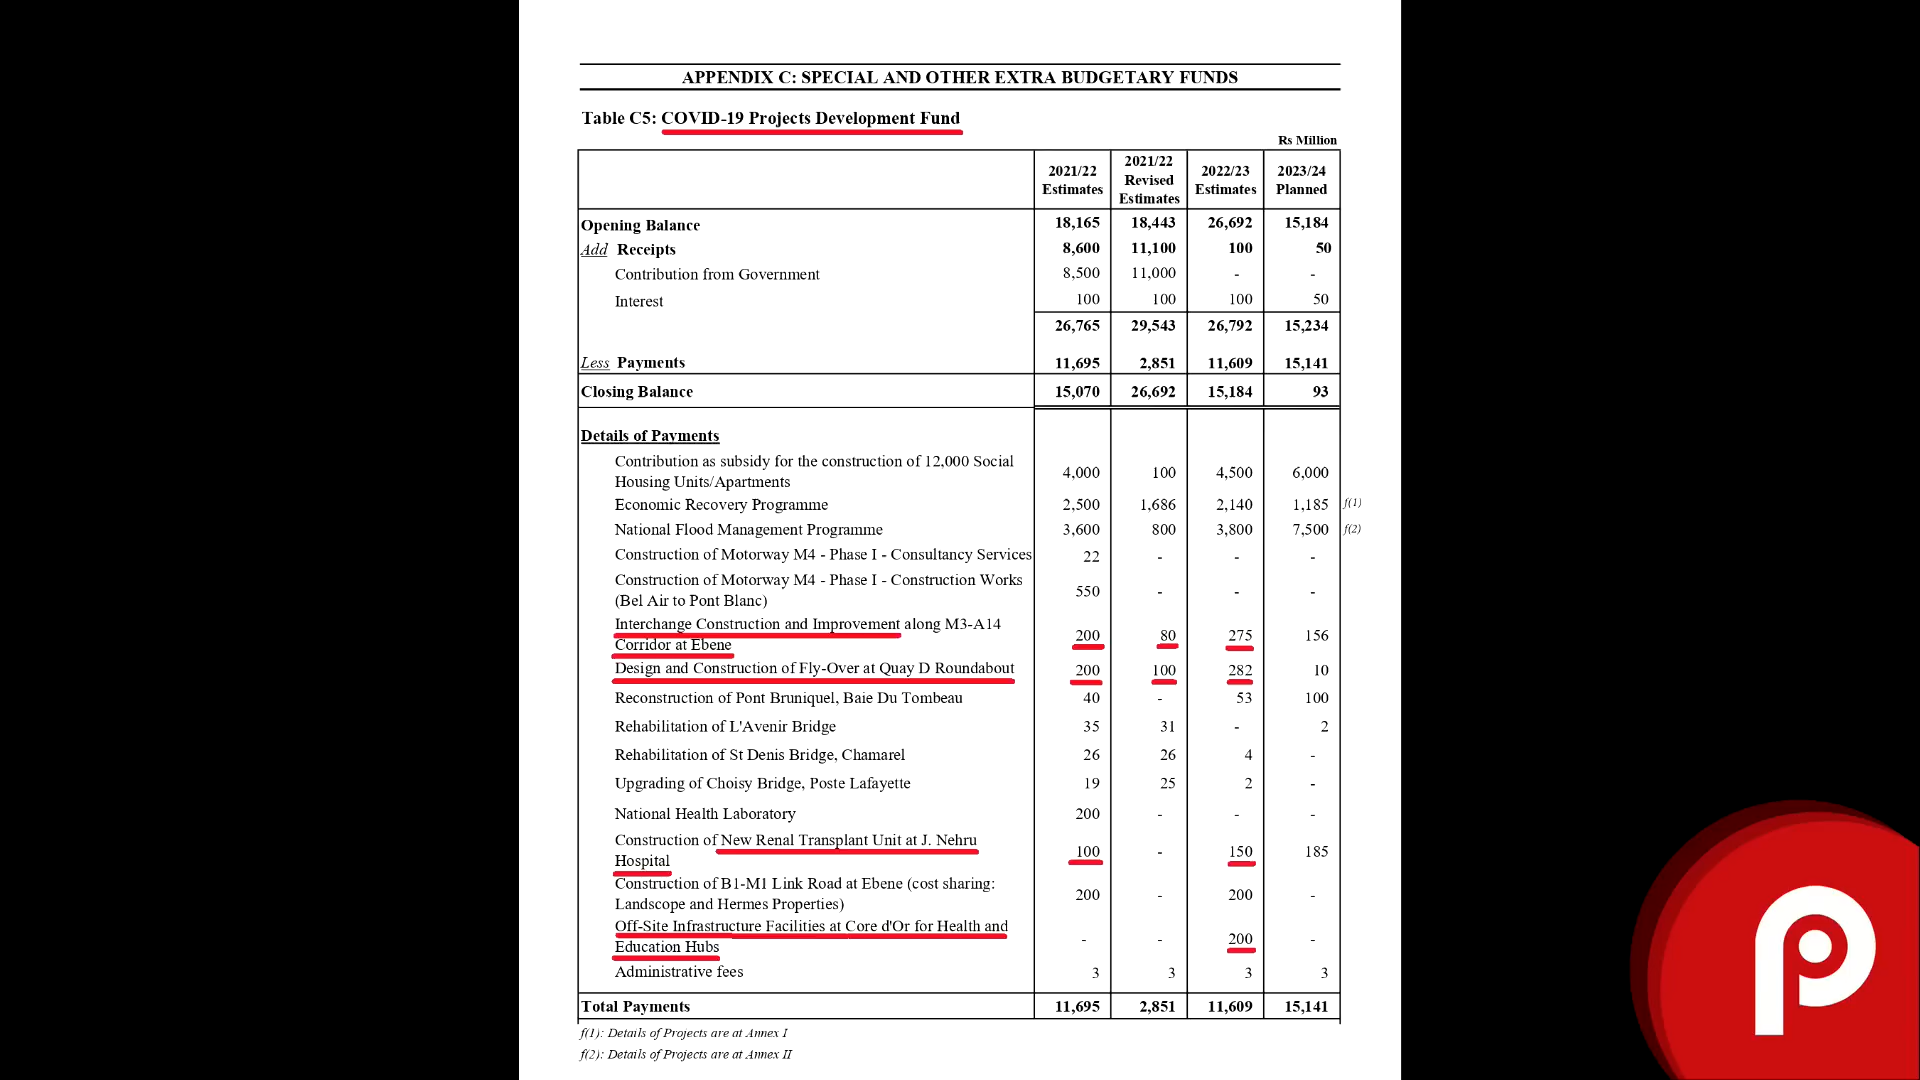 APPENDIX C: SPECIAL AND OTHER EXTRA BUDGETARY FUNDS
Table C5: COVID-19 Projects Development Fund
Rs Million
2021/22 Estimates 2021/22 Revised Estimates 2022/23 Estimates 2023/24 Planned
Opening Balance 18,165 18,443 26,692 15,184
Add Receipts 8,600 11,100 100 50
Contribution from Government 8,500 11,000 - -
Interest 100 100 100 50
26,765 29,543 26,792 15,234
Less Payments 11,695 2,851 11,609 15,141
Closing Balance 15,070 26,692 15,184 93
Details of Payments
Contribution as subsidy for the construction of 12,000 Social
Housing Units/Apartments 4,000 100 4,500 6,000
Economic Recovery Programme 2,500 1,686 2,140 1,185 f(1)
National Flood Management Programme 3,600 800 3,800 7,500 f(2)
Construction of Motorway M4 - Phase I - Consultancy Services 22 - - -
Construction of Motorway M4 - Phase I - Construction Works
(Bel Air to Pont Blanc) 550 - - -
Interchange Construction and Improvement along M3-A14
Corridor at Ebene 200 80 275 156
Design and Construction of Fly-Over at Quay D Roundabout 200 100 282 10
Reconstruction of Pont Bruniquel, Baie Du Tombeau 40 - 53 100
Rehabilitation of L'Avenir Bridge 35 31 - 2
Rehabilitation of St Denis Bridge, Chamarel 26 26 4 -
Upgrading of Choisy Bridge, Poste Lafayette 19 25 2 -
National Health Laboratory 200 - - -
Construction of New Renal Transplant Unit at J. Nehru
Hospital 100 - 150 185
Construction of B1-M1 Link Road at Ebene (cost sharing:
Landscope and Hermes Properties) 200 - 200 -
Off-Site Infrastructure Facilities at Core d'Or for Health and
Education Hubs - - 200 -
Administrative fees 3 3 3 3
Total Payments 11,695 2,851 11,609 15,141
f(1): Details of Projects are at Annex I
f(2): Details of Projects are at Annex II